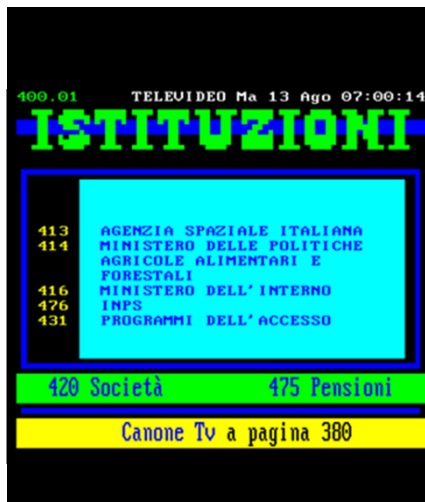 400.01 TELEVIDEO Ma 13 Ago 07:00:14
ISTITUZIONI
413 AGENZIA SPAZIALE ITALIANA
414 MINISTERO DELLE POLITICHE
AGRICOLE ALIMENTARI E
FORESTALI
416 MINISTERO DELL'INTERNO
476 INPS
431 PROGRAMMI DELL'ACCESSO
420 Società 475 Pensioni
Canone Tv a pagina 380